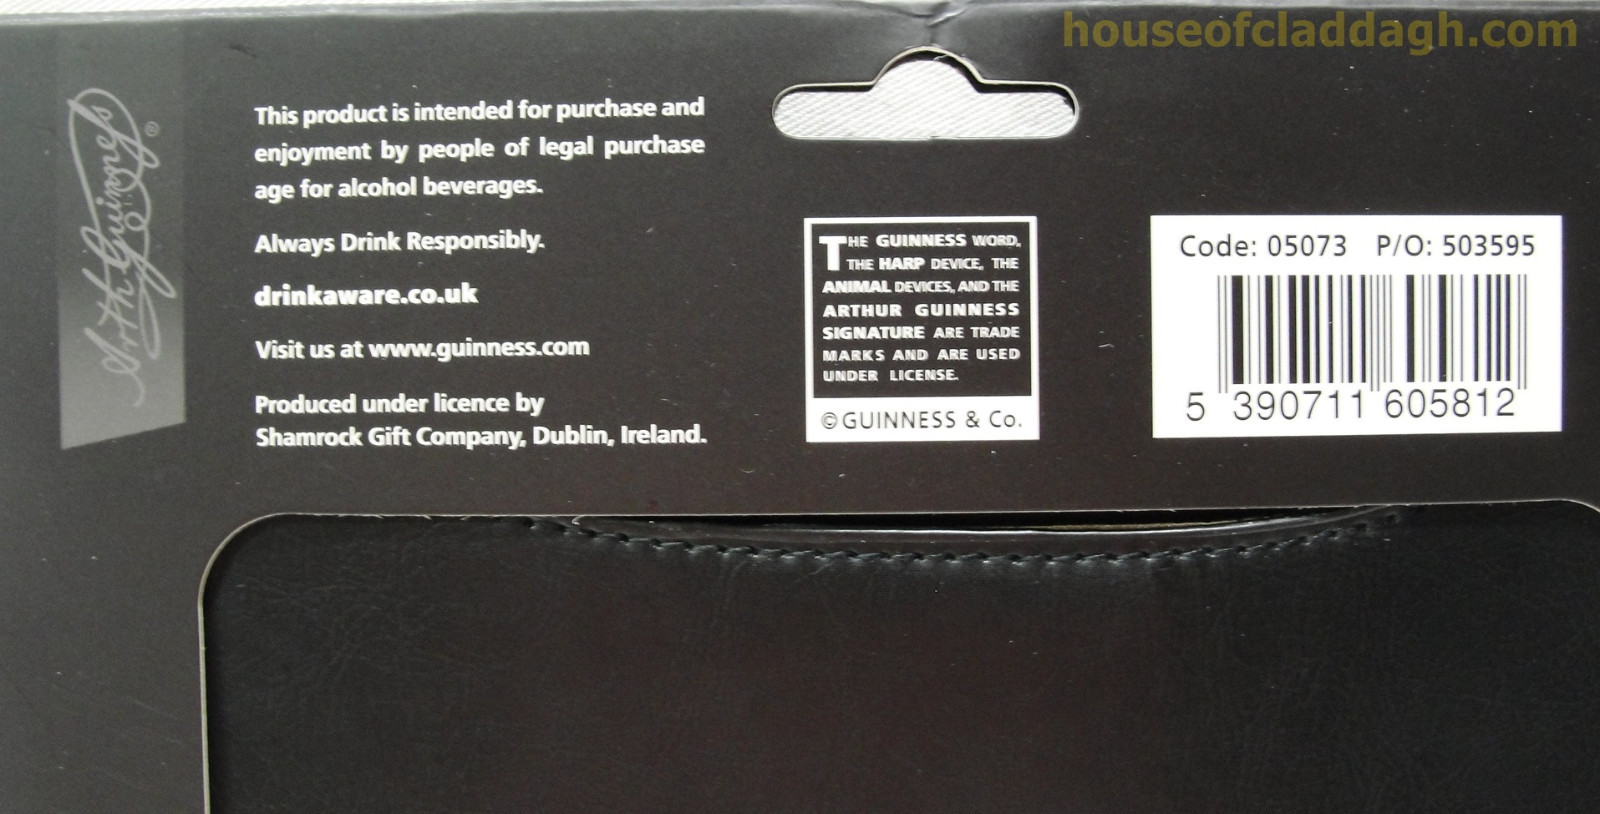 houseofcladdagh.com
Arth Guinness ®
This product is intended for purchase and
enjoyment by people of legal purchase
age for alcohol beverages.
Always Drink Responsibly.
drinkaware.co.uk
Visit us at www.guinness.com
Produced under licence by
Shamrock Gift Company, Dublin, Ireland.
THE GUINNESS WORD,
THE HARP DEVICE, THE
ANIMAL DEVICES, AND THE
ARTHUR GUINNESS
SIGNATURE ARE TRADE
MARKS AND ARE USED
UNDER LICENSE.
©GUINNESS & Co.
Code: 05073 P/O: 503595
5 390711 605812